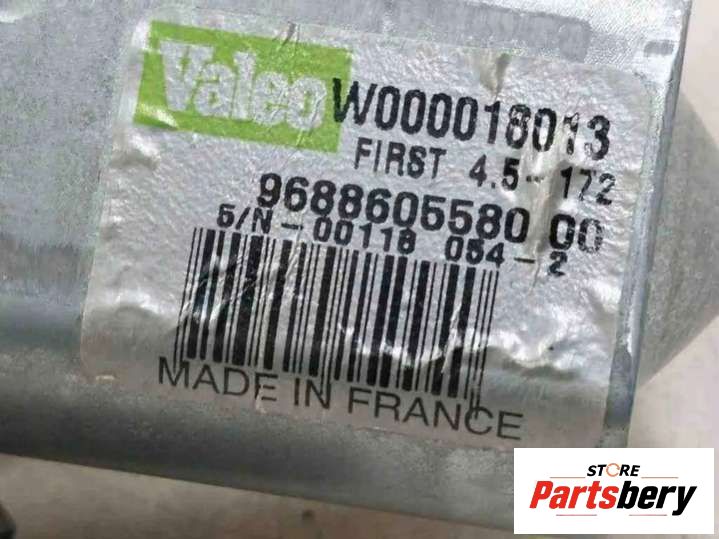 Valeo
W000018013
FIRST 4.5-172
9688605580 00
S/N-00118 054-2
MADE IN FRANCE
STORE
Partsbery